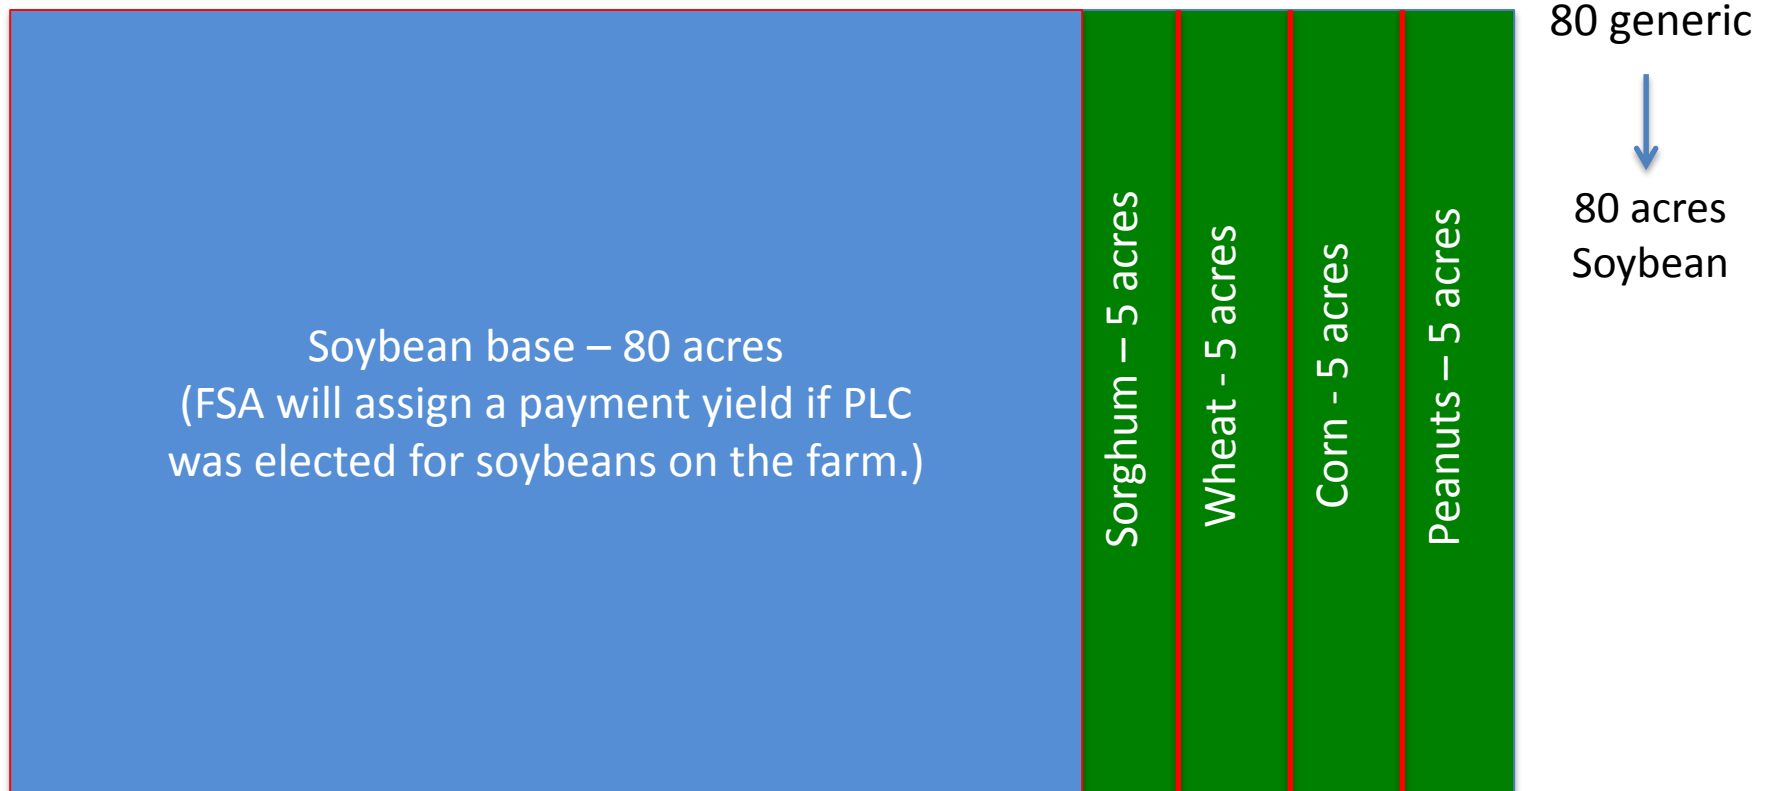 Soybean base – 80 acres
(FSA will assign a payment yield if PLC
was elected for soybeans on the farm.)
Sorghum – 5 acres
Wheat - 5 acres
Corn - 5 acres
Peanuts – 5 acres
80 generic
80 acres
Soybean